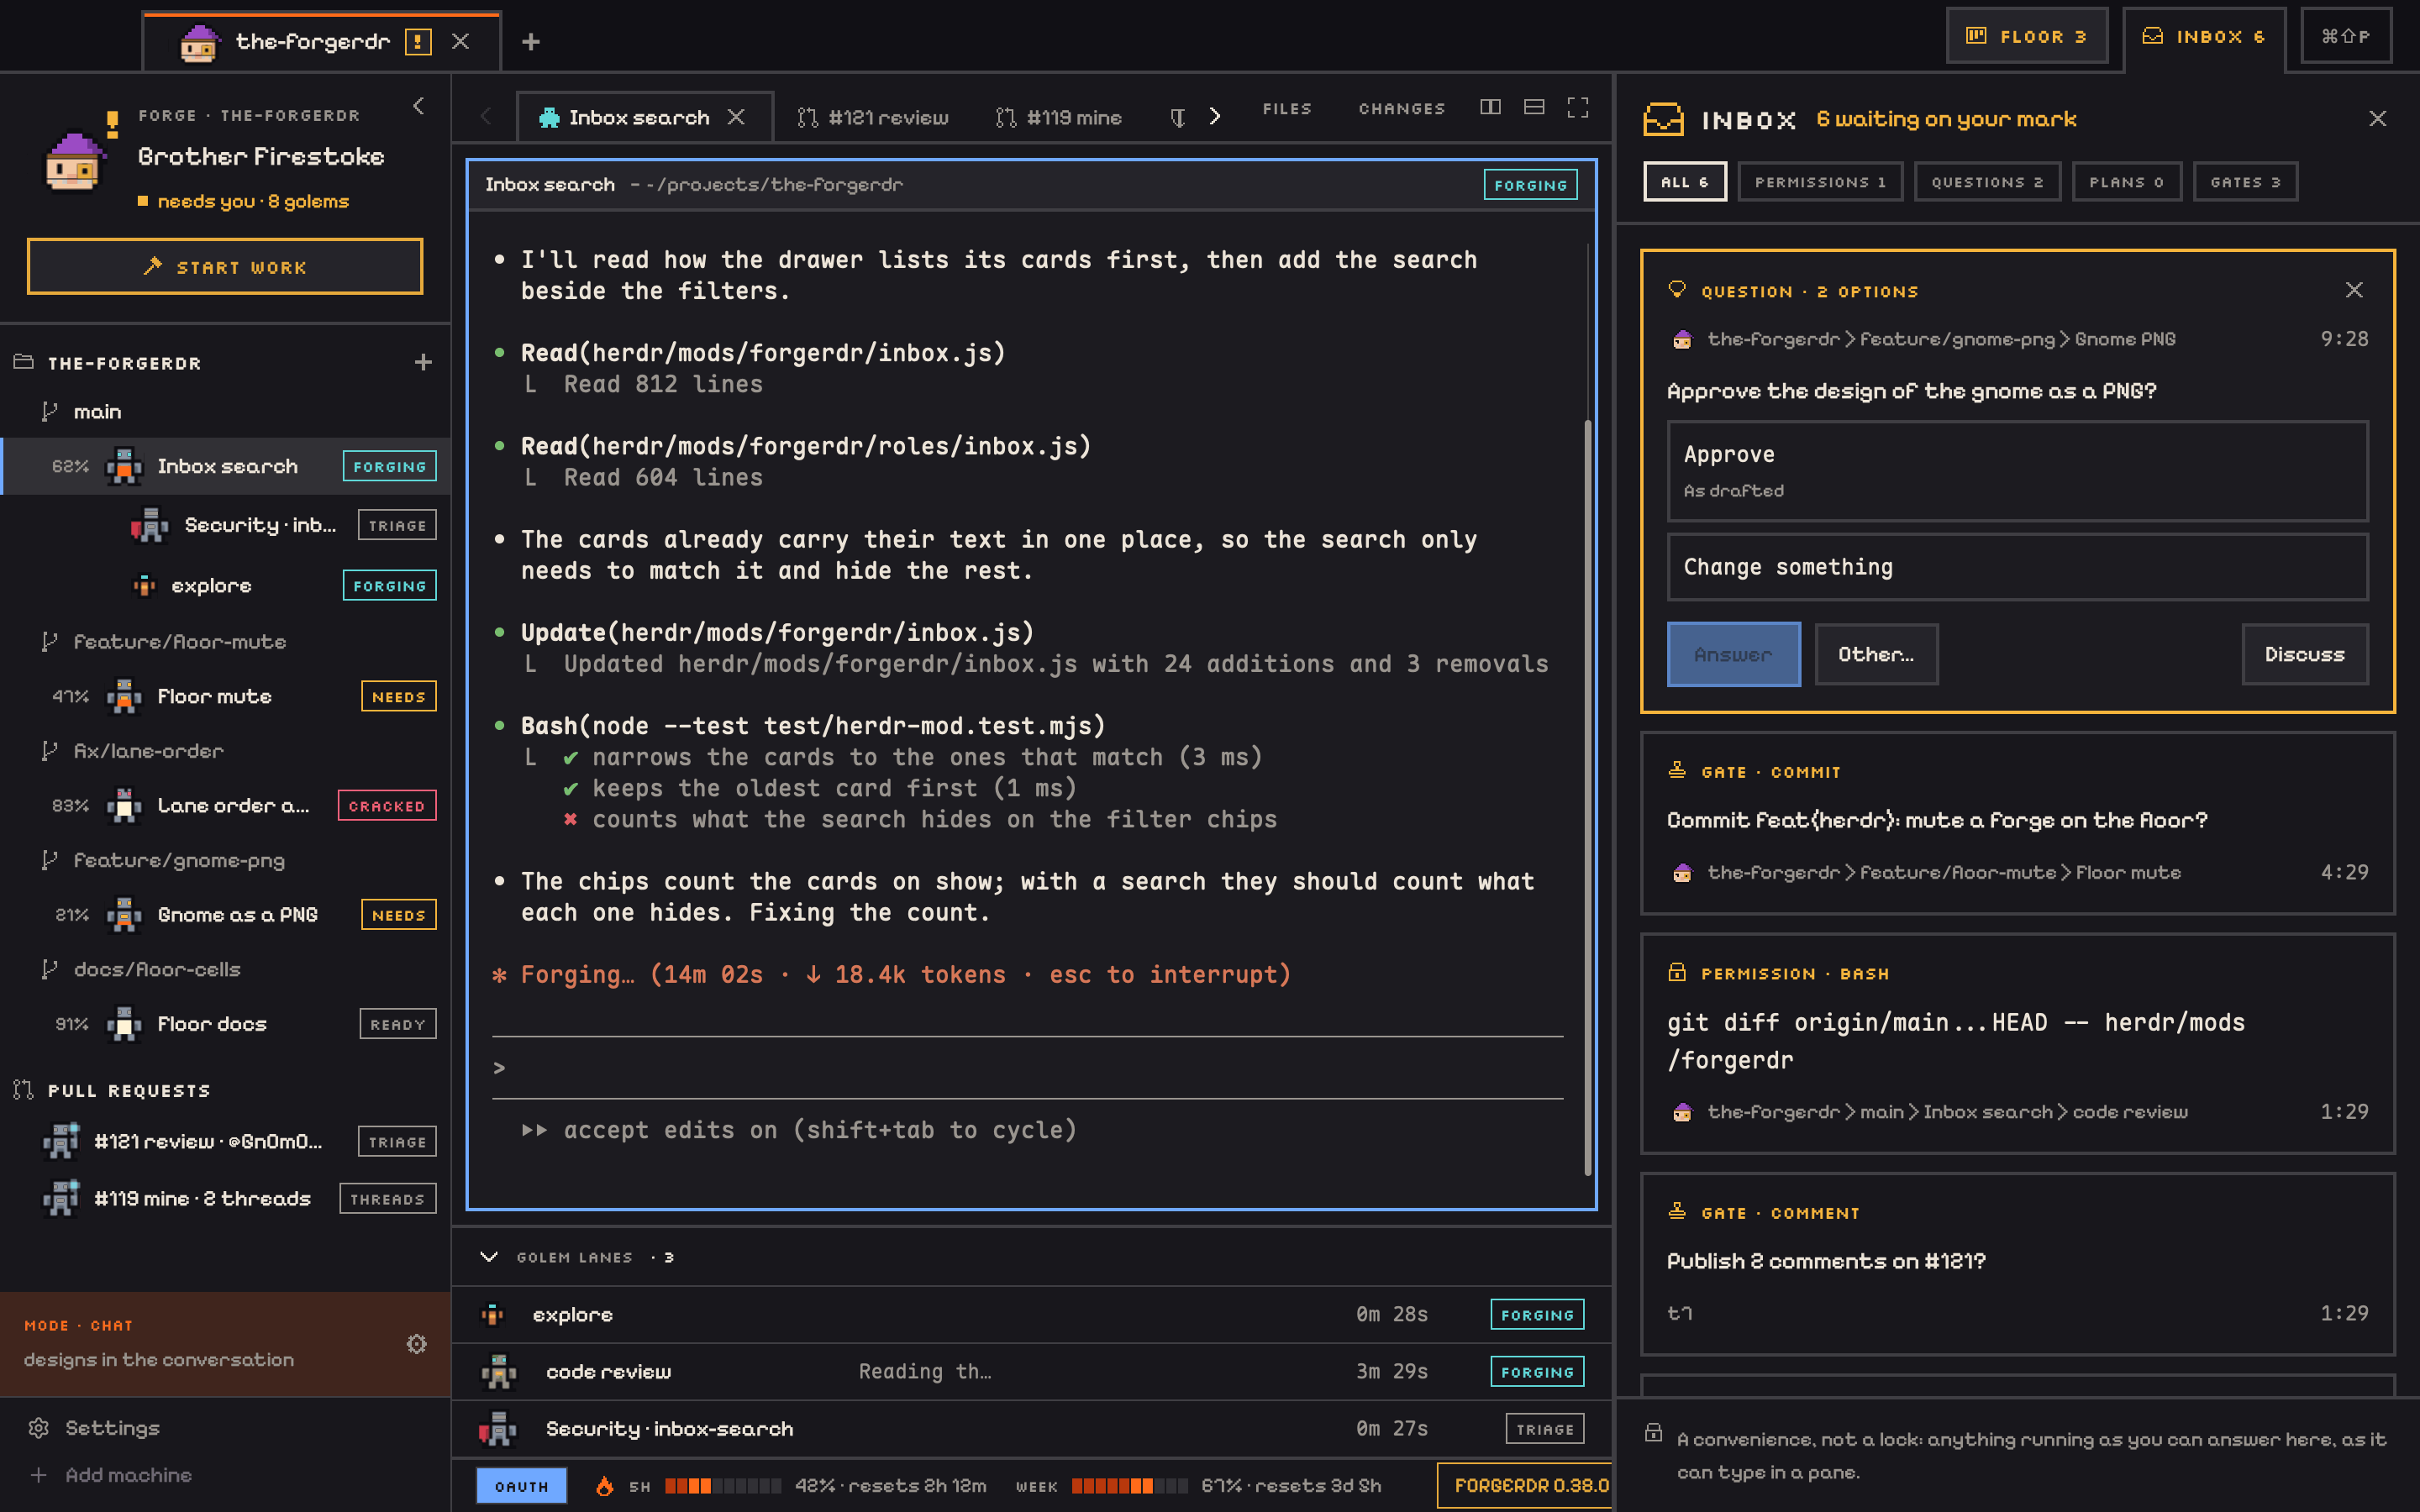 the-forgerdr
FLOOR 3
INBOX 6
⌘⇧P
FORGE · THE-FORGERDR
Brother Firestoke
needs you · 8 golems
START WORK
THE-FORGERDR
main
62% Inbox search FORGING
Security · inb… TRIAGE
explore FORGING
feature/floor-mute
47% Floor mute NEEDS
fix/lane-order
83% Lane order a… CRACKED
feature/gnome-png
21% Gnome as a PNG NEEDS
docs/floor-cells
91% Floor docs READY
PULL REQUESTS
#121 review · @Gn0m0… TRIAGE
#119 mine · 2 threads THREADS
MODE · CHAT
designs in the conversation
Settings
Add machine
Inbox search
#121 review
#119 mine
FILES
CHANGES
Inbox search - ~/projects/the-forgerdr FORGING
• I'll read how the drawer lists its cards first, then add the search
beside the filters.
• Read(herdr/mods/forgerdr/inbox.js)
L Read 812 lines
• Read(herdr/mods/forgerdr/roles/inbox.js)
L Read 604 lines
• The cards already carry their text in one place, so the search only
needs to match it and hide the rest.
• Update(herdr/mods/forgerdr/inbox.js)
L Updated herdr/mods/forgerdr/inbox.js with 24 additions and 3 removals
• Bash(node --test test/herdr-mod.test.mjs)
L ✔ narrows the cards to the ones that match (3 ms)
✔ keeps the oldest card first (1 ms)
✖ counts what the search hides on the filter chips
• The chips count the cards on show; with a search they should count what
each one hides. Fixing the count.
✻ Forging… (14m 02s · ↓ 18.4k tokens · esc to interrupt)
>
▸▸ accept edits on (shift+tab to cycle)
GOLEM LANES · 3
explore 0m 28s FORGING
code review Reading th… 3m 29s FORGING
Security · inbox-search 0m 27s TRIAGE
OAUTH 5H 42% · resets 2h 12m WEEK 67% · resets 3d 8h FORGERDR 0.38.0
INBOX 6 waiting on your mark
ALL 6 PERMISSIONS 1 QUESTIONS 2 PLANS 0 GATES 3
QUESTION · 2 OPTIONS
the-forgerdr > feature/gnome-png > Gnome PNG 9:28
Approve the design of the gnome as a PNG?
Approve
As drafted
Change something
Answer Other… Discuss
GATE · COMMIT
Commit feat(herdr): mute a forge on the floor?
the-forgerdr > feature/floor-mute > Floor mute 4:29
PERMISSION · BASH
git diff origin/main...HEAD -- herdr/mods
/forgerdr
the-forgerdr > main > Inbox search > code review 1:29
GATE · COMMENT
Publish 2 comments on #121?
t7 1:29
A convenience, not a lock: anything running as you can answer here, as it
can type in a pane.